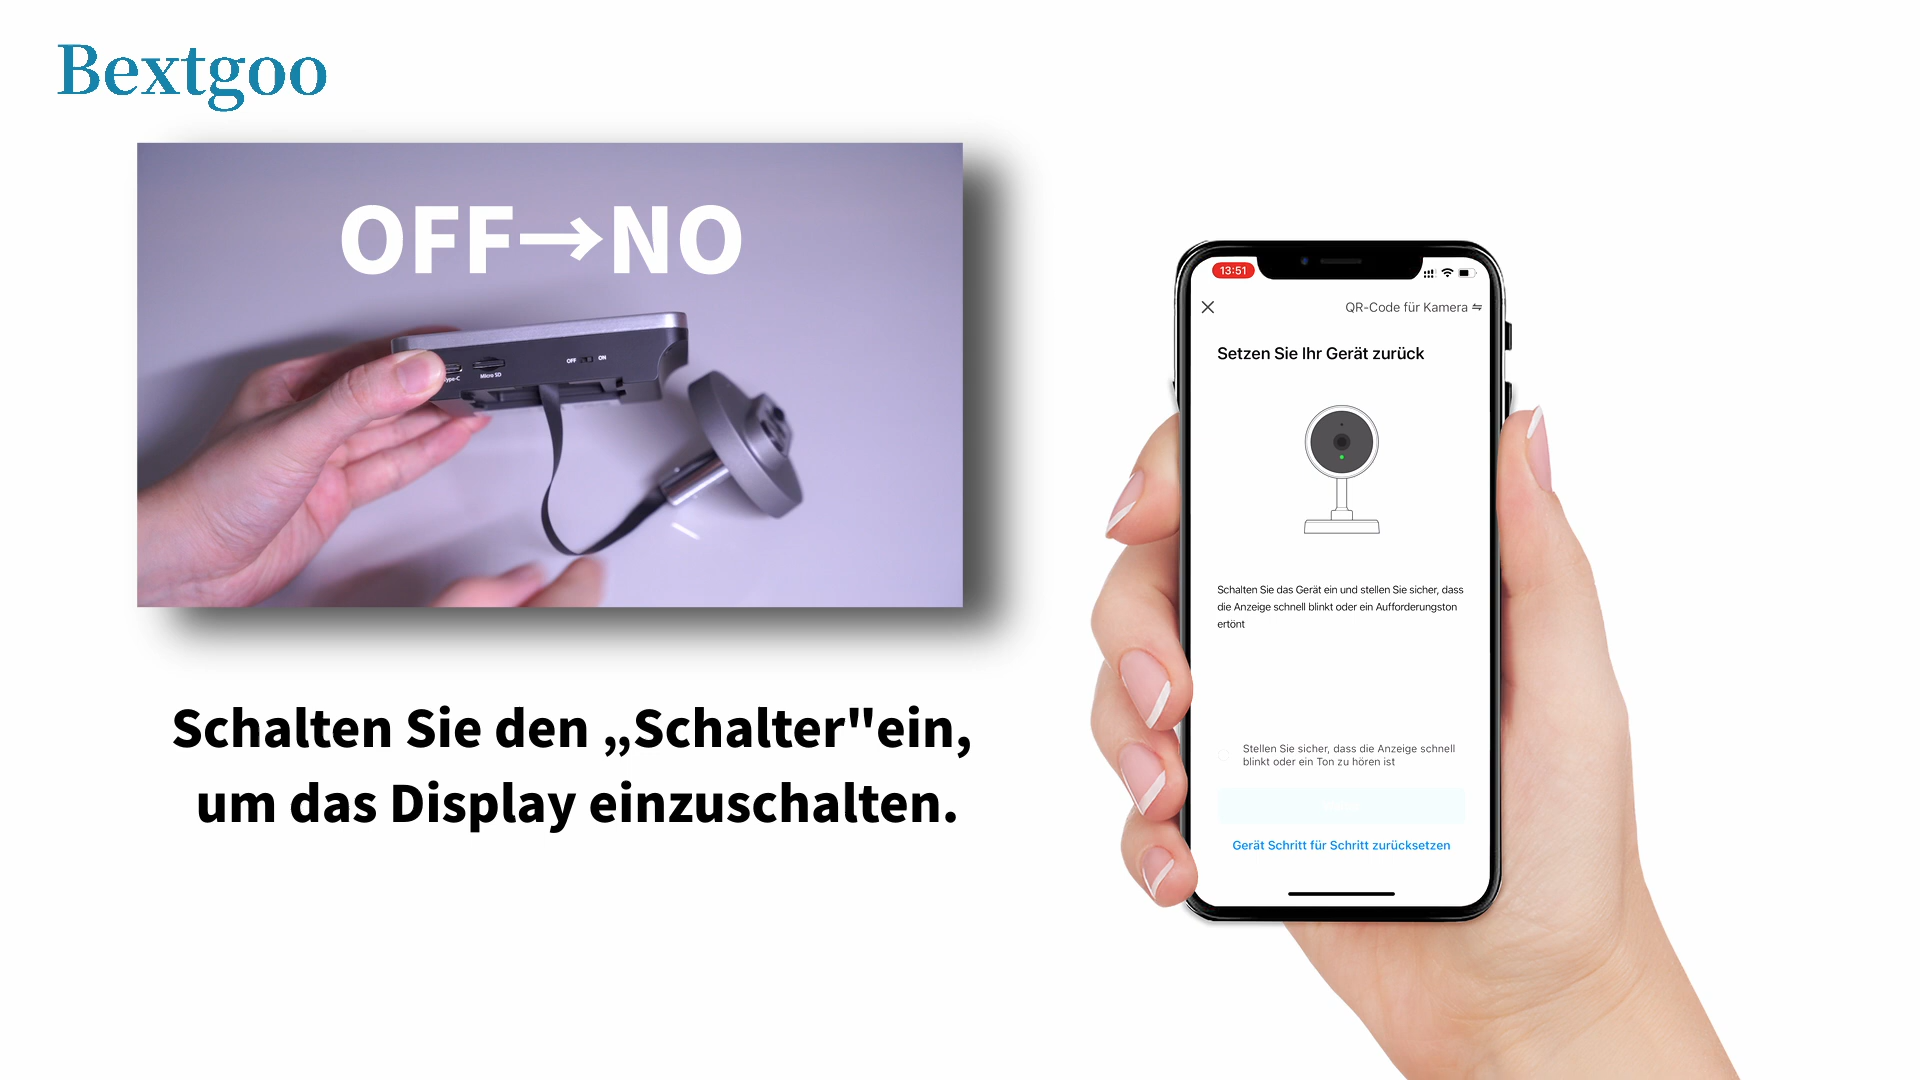 Bextgoo
OFF→NO
OFF ON
Micro SD
Schalten Sie den „Schalter"ein,
um das Display einzuschalten.
13:51
QR-Code für Kamera ⇋
Setzen Sie Ihr Gerät zurück
Schalten Sie das Gerät ein und stellen Sie sicher, dass
die Anzeige schnell blinkt oder ein Aufforderungston
ertönt
Stellen Sie sicher, dass die Anzeige schnell
blinkt oder ein Ton zu hören ist
Gerät Schritt für Schritt zurücksetzen